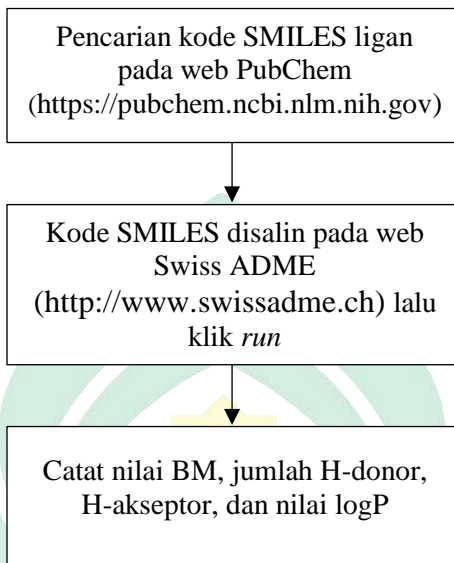 Pencarian kode SMILES ligan
pada web PubChem
(https://pubchem.ncbi.nlm.nih.gov)
Kode SMILES disalin pada web
Swiss ADME
(http://www.swissadme.ch) lalu
klik run
Catat nilai BM, jumlah H-donor,
H-akseptor, dan nilai logP